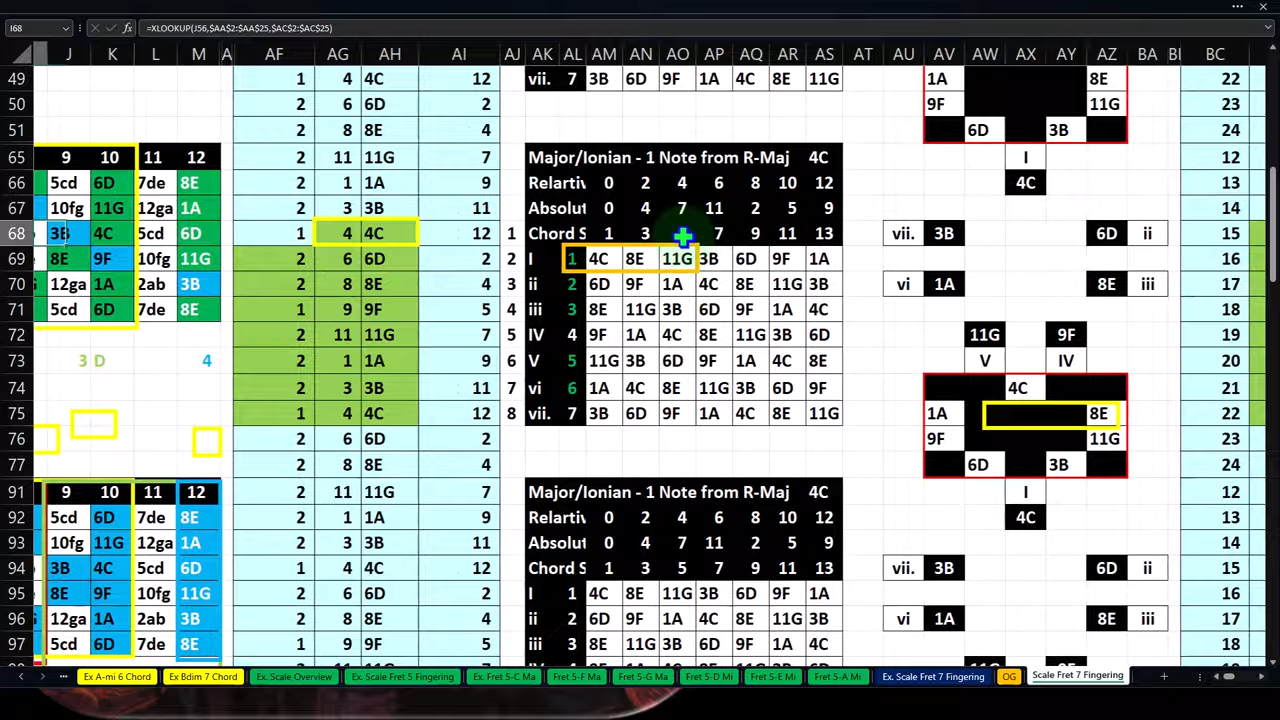 I68 =XLOOKUP(J56,$AA$2:$AA$25,$AC$2:$AC$25)
J K L M AF AG AH AI AJ AK AL AM AN AO AP AQ AR AS AT AU AV AW AX AY AZ BA BC
49 1 4 4C 12 vii. 7 3B 6D 9F 1A 4C 8E 11G 1A 8E 22
50 2 6 6D 2 9F 11G 23
51 2 8 8E 4 6D 3B 24
65 9 10 11 12 2 11 11G 7 Major/Ionian - 1 Note from R-Maj 4C I 12
66 5cd 6D 7de 8E 2 1 1A 9 Relativ 0 2 4 6 8 10 12 4C 13
67 10fg 11G 12ga 1A 2 3 3B 11 Absolut 0 4 7 11 2 5 9 14
68 3B 4C 5cd 6D 1 4 4C 12 1 Chord S 1 3 7 9 11 13 vii. 3B 6D ii 15
69 8E 9F 10fg 11G 2 6 6D 2 2 I 1 4C 8E 11G 3B 6D 9F 1A 16
70 12ga 1A 2ab 3B 2 8 8E 4 3 ii 2 6D 9F 1A 4C 8E 11G 3B vi 1A 8E iii 17
71 5cd 6D 7de 8E 1 9 9F 5 4 iii 3 8E 11G 3B 6D 9F 1A 4C 18
72 2 11 11G 7 5 IV 4 9F 1A 4C 8E 11G 3B 6D 11G 9F 19
73 3 D 4 2 1 1A 9 6 V 5 11G 3B 6D 9F 1A 4C 8E V IV 20
74 2 3 3B 11 7 vi 6 1A 4C 8E 11G 3B 6D 9F 4C 21
75 1 4 4C 12 8 vii. 7 3B 6D 9F 1A 4C 8E 11G 1A 8E 22
76 2 6 6D 2 9F 11G 23
77 2 8 8E 4 6D 3B 24
91 9 10 11 12 2 11 11G 7 Major/Ionian - 1 Note from R-Maj 4C I 12
92 5cd 6D 7de 8E 2 1 1A 9 Relativ 0 2 4 6 8 10 12 4C 13
93 10fg 11G 12ga 1A 2 3 3B 11 Absolut 0 4 7 11 2 5 9 14
94 3B 4C 5cd 6D 1 4 4C 12 Chord S 1 3 5 7 9 11 13 vii. 3B 6D ii 15
95 8E 9F 10fg 11G 2 6 6D 2 I 1 4C 8E 11G 3B 6D 9F 1A 16
96 12ga 1A 2ab 3B 2 8 8E 4 ii 2 6D 9F 1A 4C 8E 11G 3B vi 1A 8E iii 17
97 5cd 6D 7de 8E 1 9 9F 5 iii 3 8E 11G 3B 6D 9F 1A 4C 18
Ex A-mi 6 Chord Ex Bdim 7 Chord Ex. Scale Overview Ex. Scale Fret 5 Fingering Ex. Fret 5-C Ma Fret 5-F Ma Fret 5-G Ma Fret 5-D Mi Fret 5-E Mi Fret 5-A Mi Ex. Scale Fret 7 Fingering OG Scale Fret 7 Fingering